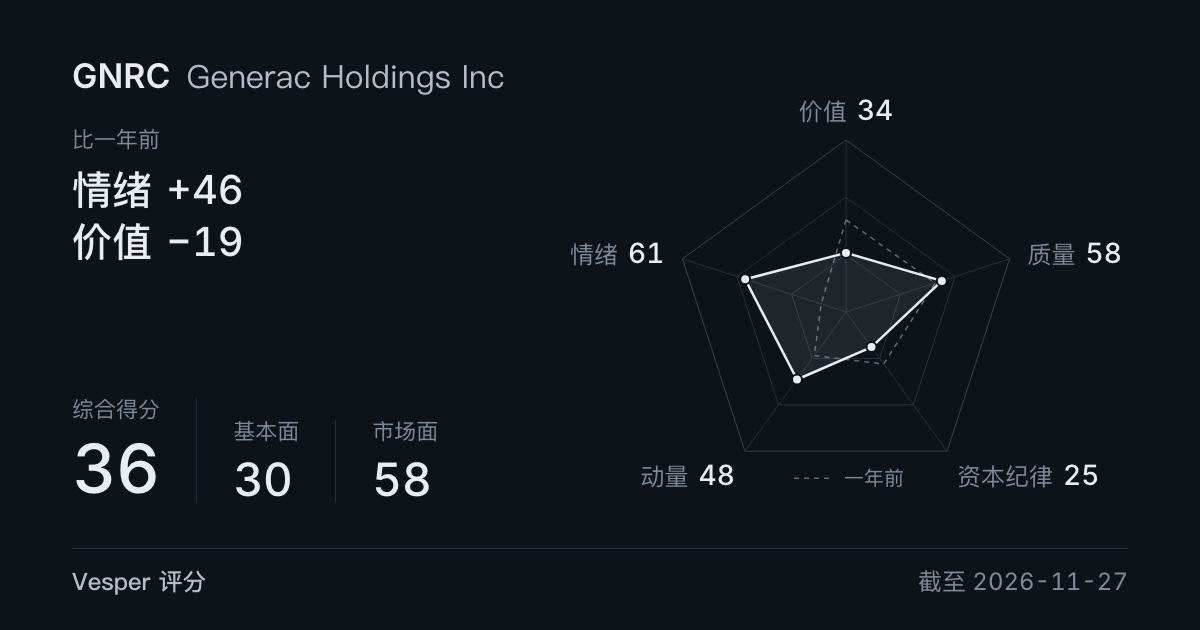 GNRC Generac Holdings Inc
比一年前
情绪 +46
价值 −19
综合得分
36
基本面
30
市场面
58
价值 34
情绪 61
质量 58
动量 48
---- 一年前
资本纪律 25
Vesper 评分
截至 2026-11-27